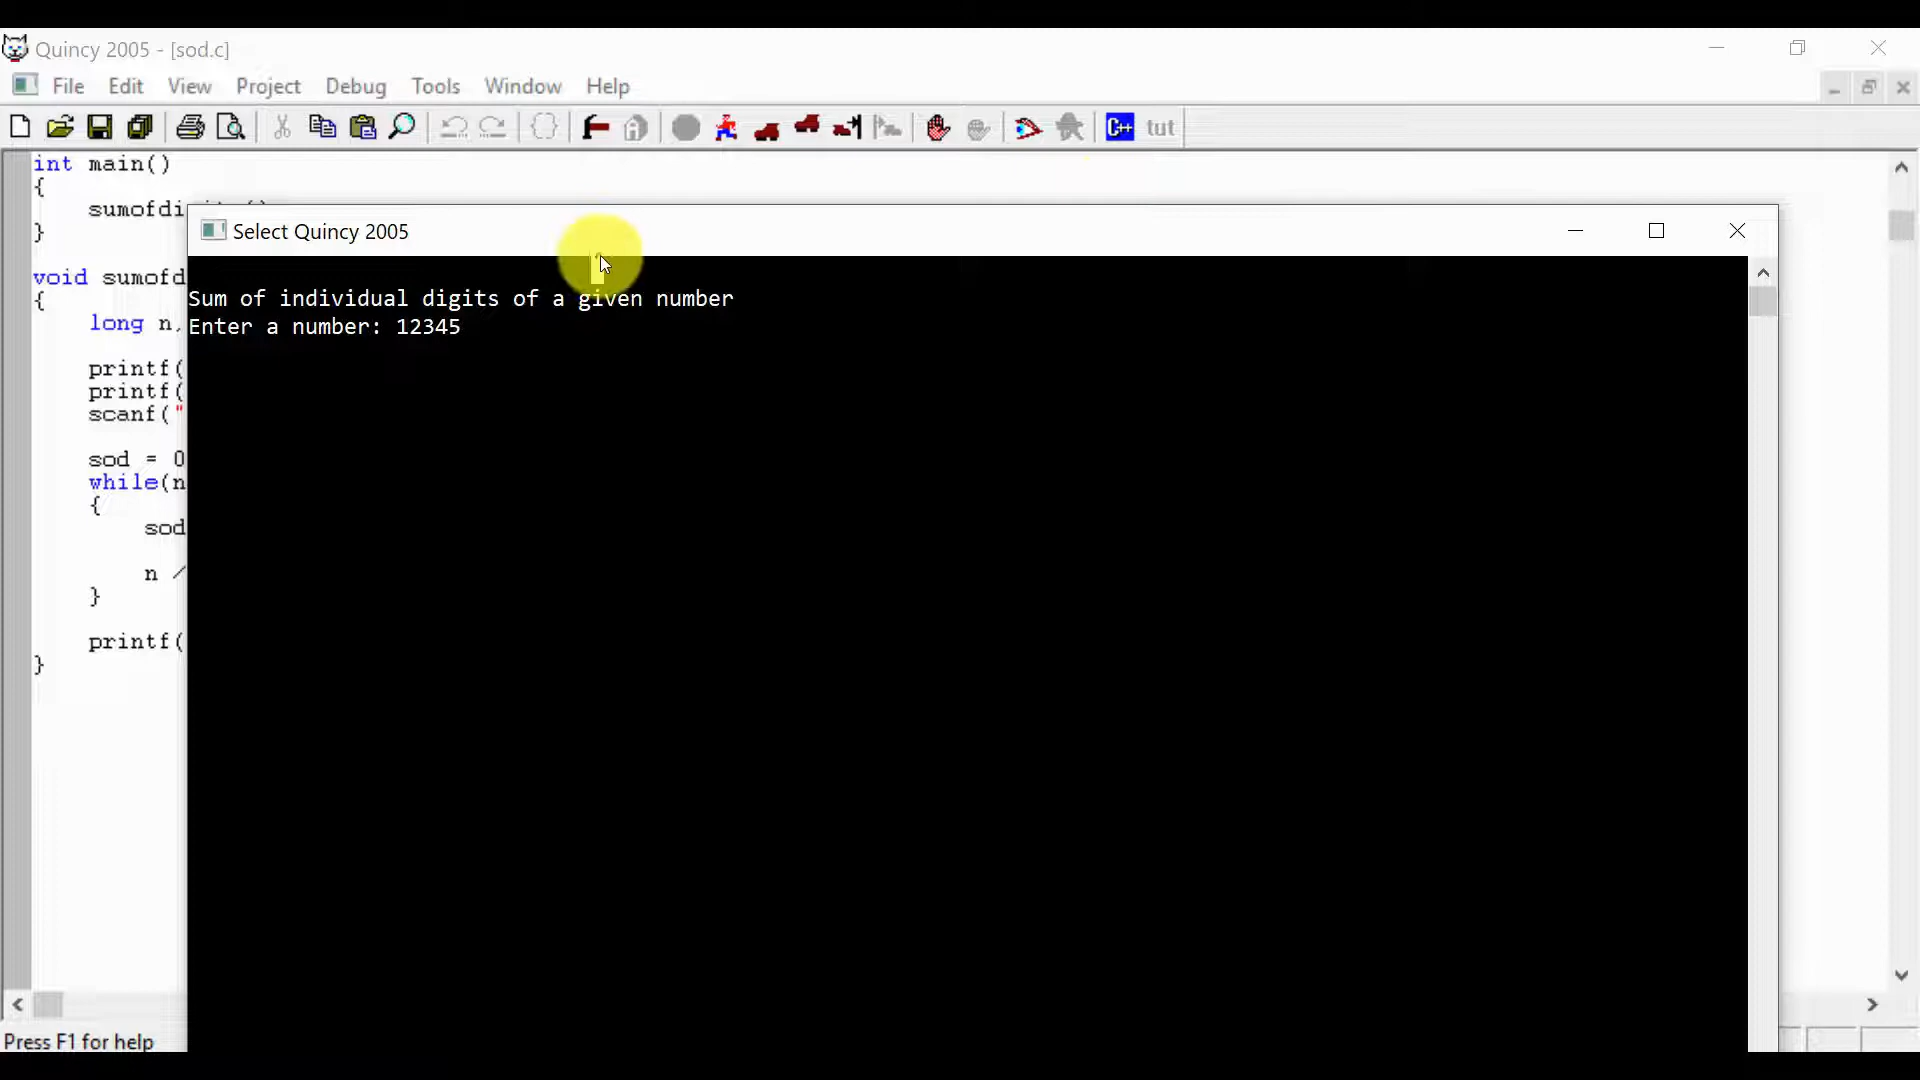 Quincy 2005 - [sod.c]
File Edit View Project Debug Tools Window Help
C++ tut
int main()
{
sumofdi
}
void sumofd
{
long n,
printf(
printf(
scanf("
sod = 0
while(n
{
sod
n /
}
printf(
}
Select Quincy 2005
Sum of individual digits of a given number
Enter a number: 12345
Press F1 for help